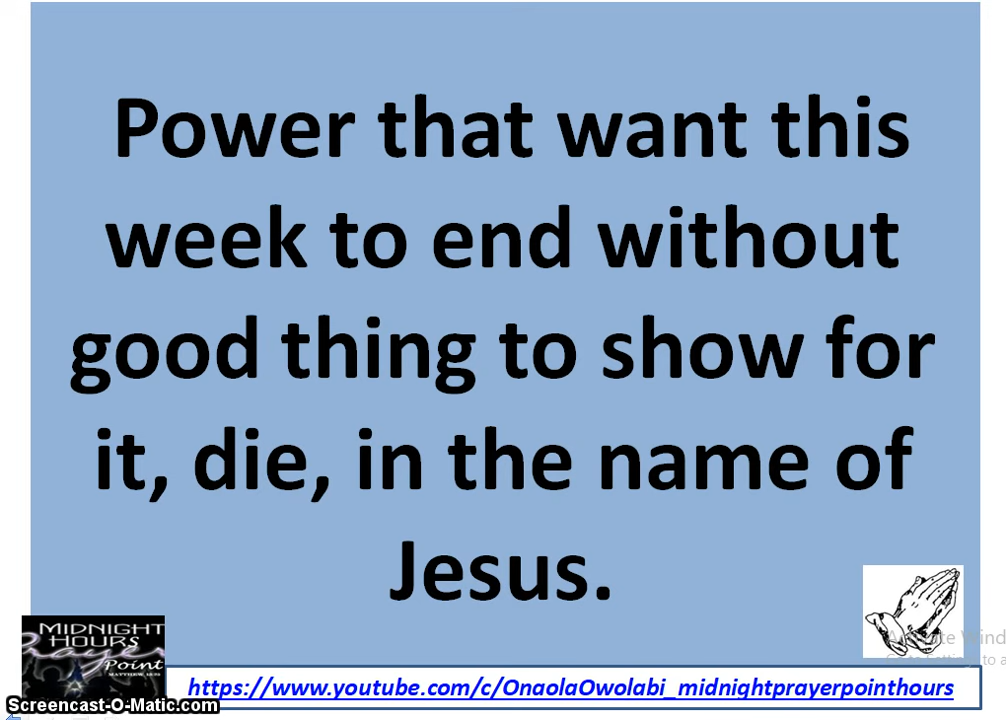 Power that want this
week to end without
good thing to show for
it, die, in the name of
Jesus.
MIDNIGHT
HOURS
Prayer
Point
https://www.youtube.com/c/OnaolaOwolabi_midnightprayerpointhours
Screencast-O-Matic.com